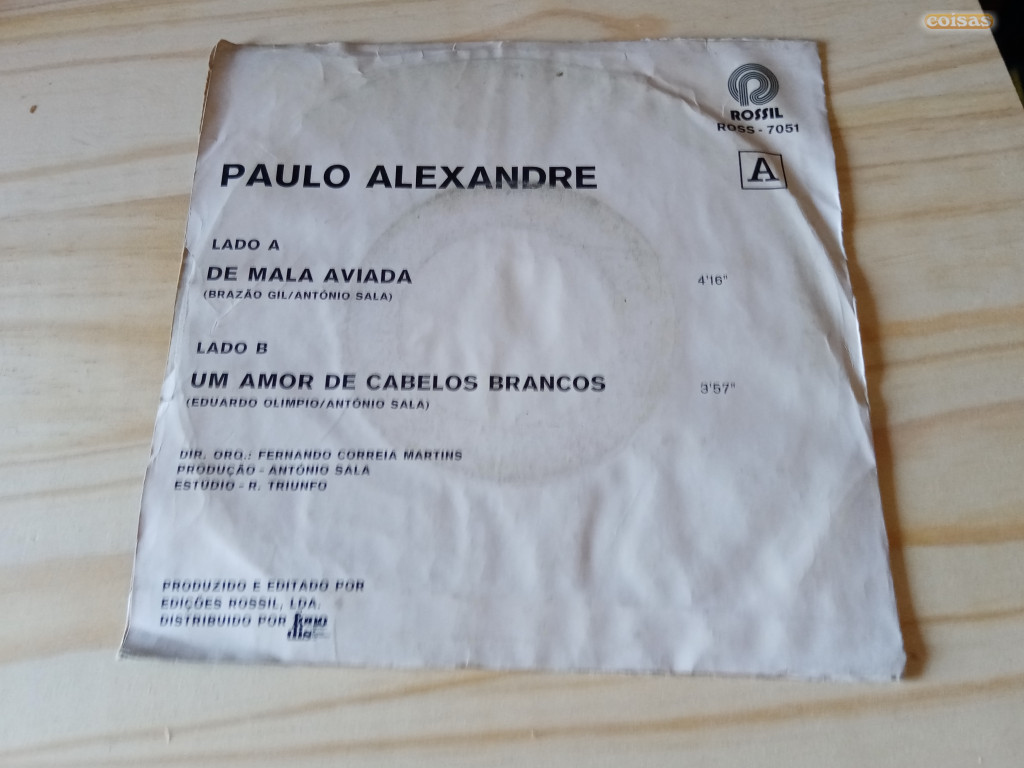 coisas
ROSSIL
ROSS - 7051
A
PAULO ALEXANDRE
LADO A
DE MALA AVIADA 4'16"
(BRAZÃO GIL/ANTÓNIO SALA)
LADO B
UM AMOR DE CABELOS BRANCOS 3'57"
(EDUARDO OLIMPIO/ANTÓNIO SALA)
DIR. ORQ.: FERNANDO CORREIA MARTINS
PRODUÇÃO - ANTÓNIO SALA
ESTÚDIO - R. TRIUNFO
PRODUZIDO E EDITADO POR
EDIÇÕES ROSSIL, LDA.
DISTRIBUIDO POR